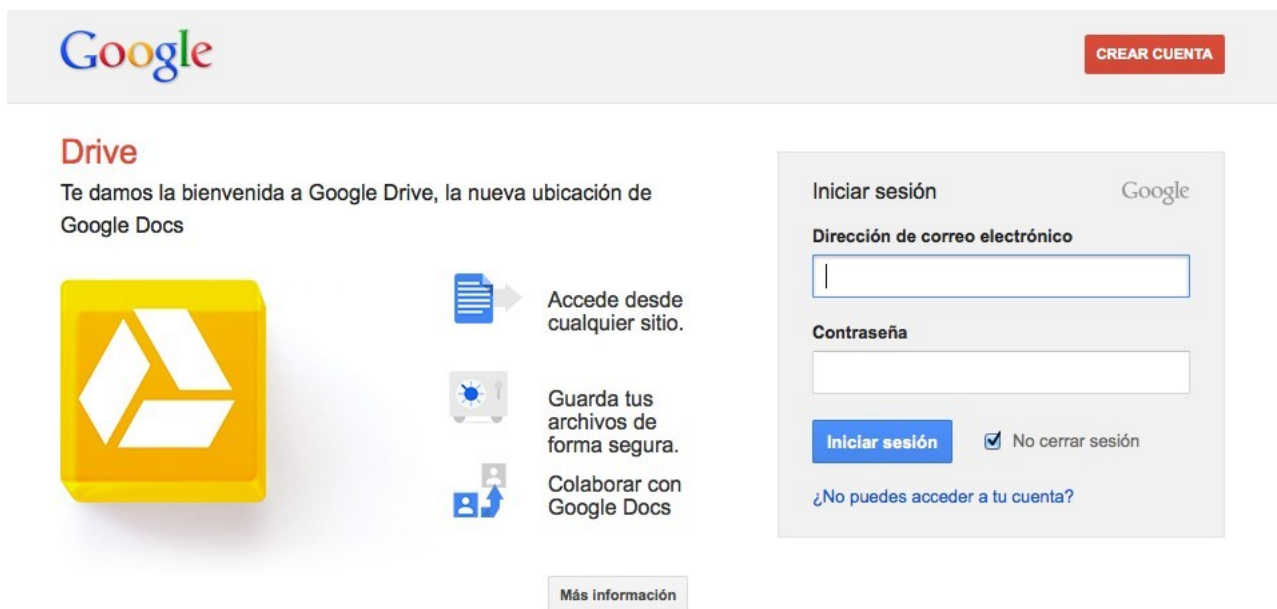 Google
CREAR CUENTA
Drive
Te damos la bienvenida a Google Drive, la nueva ubicación de
Google Docs
Accede desde
cualquier sitio.
Guarda tus
archivos de
forma segura.
Colaborar con
Google Docs
Más información
Iniciar sesión Google
Dirección de correo electrónico
Contraseña
Iniciar sesión No cerrar sesión
¿No puedes acceder a tu cuenta?